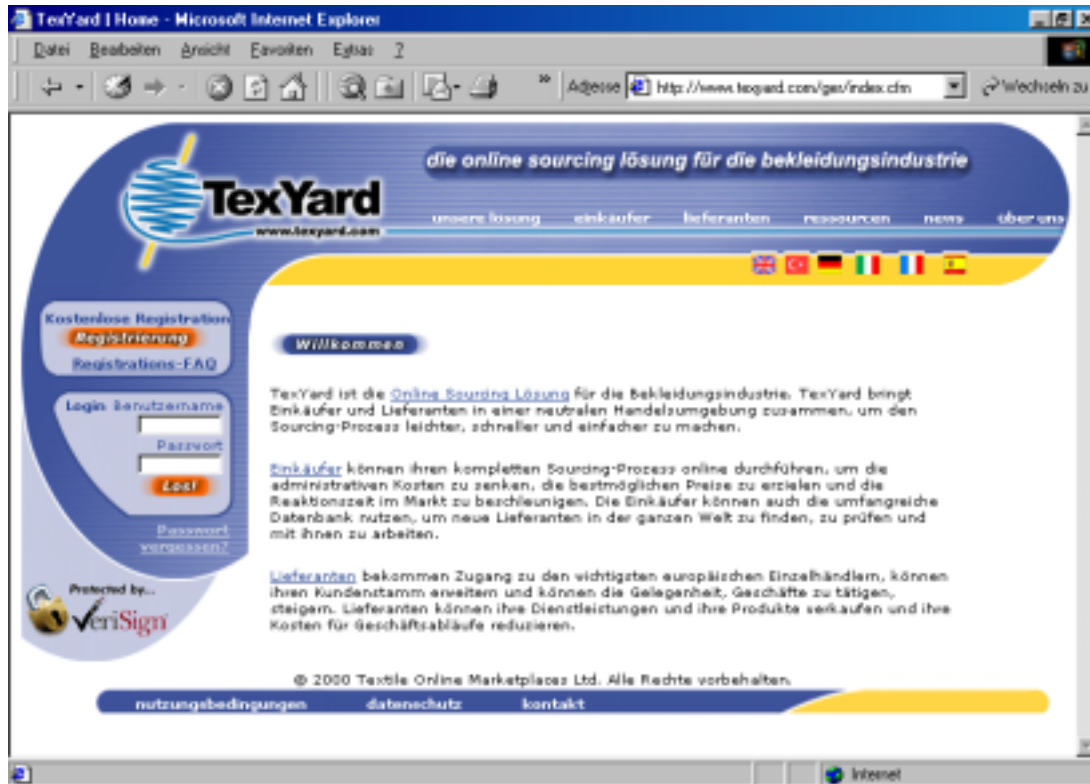 TexYard | Home - Microsoft Internet Explorer
Datei Bearbeiten Ansicht Favoriten Extras ?
» Adresse http://www.texyard.com/ger/index.cfm Wechseln zu
die online sourcing lösung für die bekleidungsindustrie
TexYard
www.texyard.com
unsere lösung einkäufer lieferanten ressourcen news über uns
Kostenlose Registration
Registrierung
Registrations-FAQ
Login Benutzername
Passwort
Los!
Passwort
vergessen?
Protected by...
VeriSign
Willkommen
TexYard ist die Online Sourcing Lösung für die Bekleidungsindustrie. TexYard bringt
Einkäufer und Lieferanten in einer neutralen Handelsumgebung zusammen, um den
Sourcing-Prozess leichter, schneller und einfacher zu machen.
Einkäufer können ihren kompletten Sourcing-Prozess online durchführen, um die
administrativen Kosten zu senken, die bestmöglichen Preise zu erzielen und die
Reaktionszeit im Markt zu beschleunigen. Die Einkäufer können auch die umfangreiche
Datenbank nutzen, um neue Lieferanten in der ganzen Welt zu finden, zu prüfen und
mit ihnen zu arbeiten.
Lieferanten bekommen Zugang zu den wichtigsten europäischen Einzelhändlern, können
ihren Kundenstamm erweitern und können die Gelegenheit, Geschäfte zu tätigen,
steigern. Lieferanten können ihre Dienstleistungen und ihre Produkte verkaufen und ihre
Kosten für Geschäftsabläufe reduzieren.
© 2000 Textile Online Marketplaces Ltd. Alle Rechte vorbehalten.
nutzungsbedingungen datenschutz kontakt
Internet